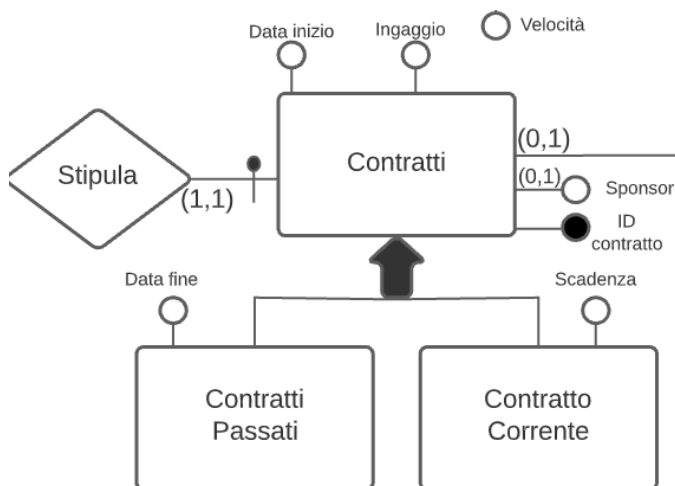 Data inizio
Ingaggio
Velocità
Stipula
(1,1)
Contratti
(0,1)
(0,1)
Sponsor
ID
contratto
Data fine
Scadenza
Contratti
Passati
Contratto
Corrente